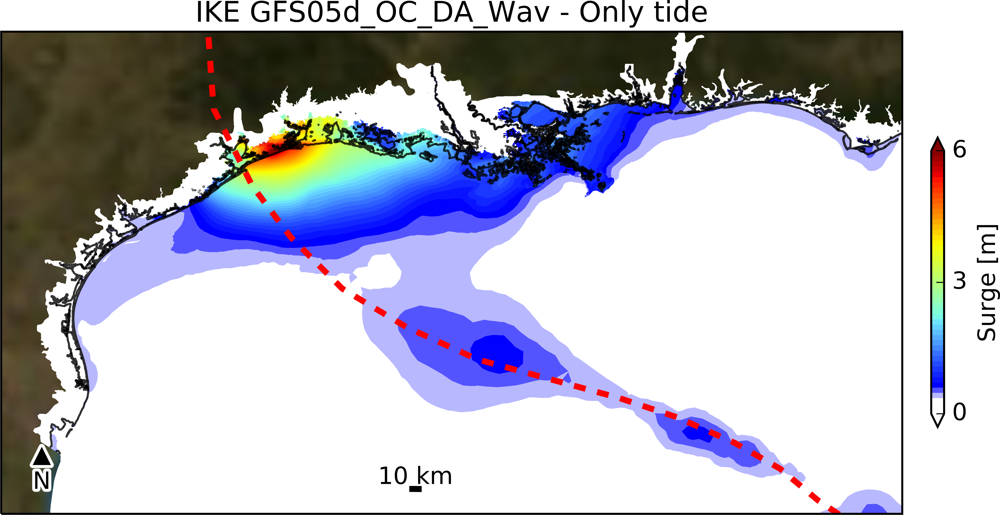 IKE GFS05d_OC_DA_Wav - Only tide
6
3
0
Surge [m]
10 km
N